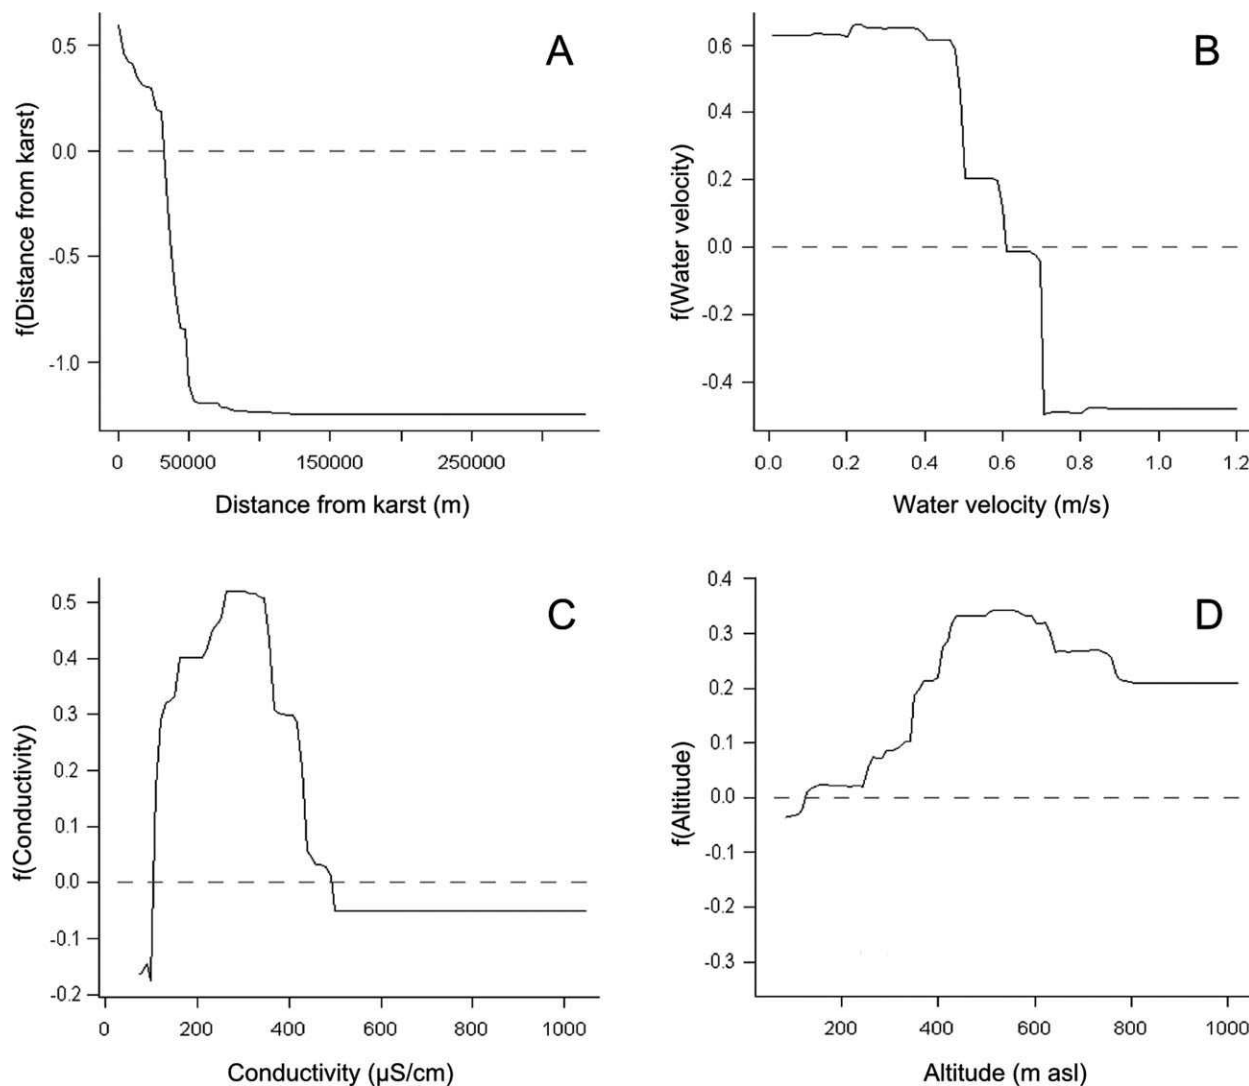 A
f(Distance from karst)
0.5
0.0
-0.5
-1.0
0 50000 150000 250000
Distance from karst (m)
B
f(Water velocity)
0.6
0.4
0.2
0.0
-0.2
-0.4
0.0 0.2 0.4 0.6 0.8 1.0 1.2
Water velocity (m/s)
C
f(Conductivity)
0.5
0.4
0.3
0.2
0.1
0.0
-0.1
-0.2
0 200 400 600 800 1000
Conductivity (µS/cm)
D
f(Altitude)
0.4
0.3
0.2
0.1
0.0
-0.1
-0.2
-0.3
200 400 600 800 1000
Altitude (m asl)